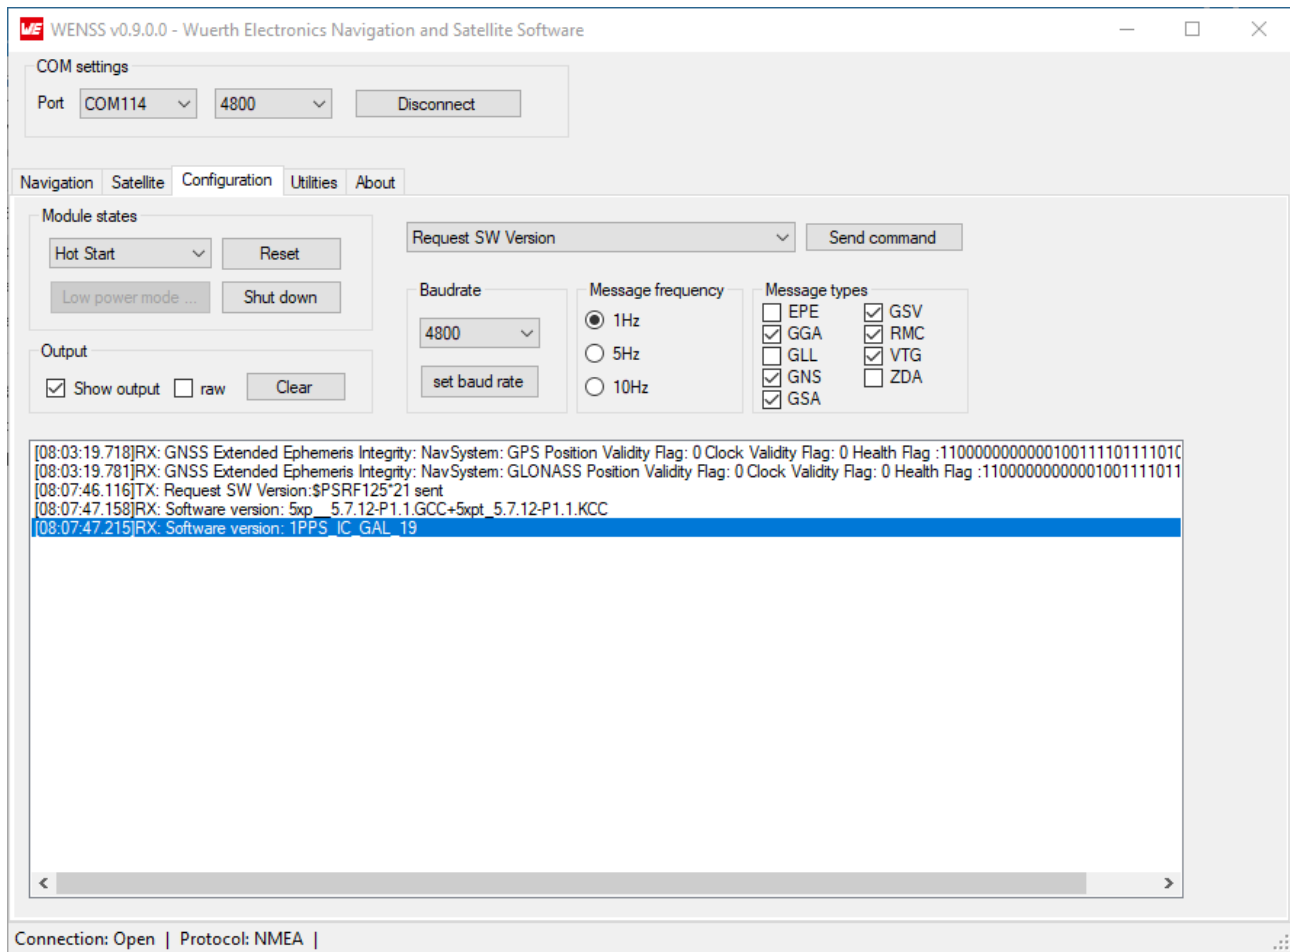 WE WENSS v0.9.0.0 - Wuerth Electronics Navigation and Satellite Software
COM settings
Port COM114 4800 Disconnect
Navigation Satellite Configuration Utilities About
Module states
Hot Start Reset
Low power mode ... Shut down
Output
Show output raw Clear
Request SW Version Send command
Baudrate
4800
set baud rate
Message frequency
1Hz
5Hz
10Hz
Message types
EPE GSV
GGA RMC
GLL VTG
GNS ZDA
GSA
[08:03:19.718]RX: GNSS Extended Ephemeris Integrity: NavSystem: GPS Position Validity Flag: 0 Clock Validity Flag: 0 Health Flag :
[08:03:19.781]RX: GNSS Extended Ephemeris Integrity: NavSystem: GLONASS Position Validity Flag: 0 Clock Validity Flag: 0 Health Flag :
[08:07:46.116]TX: Request SW Version:$PSRF125*21 sent
[08:07:47.158]RX: Software version: 5xp__5.7.12-P1.1.GCC+5xpt_5.7.12-P1.1.KCC
[08:07:47.215]RX: Software version: 1PPS_IC_GAL_19
Connection: Open | Protocol: NMEA |